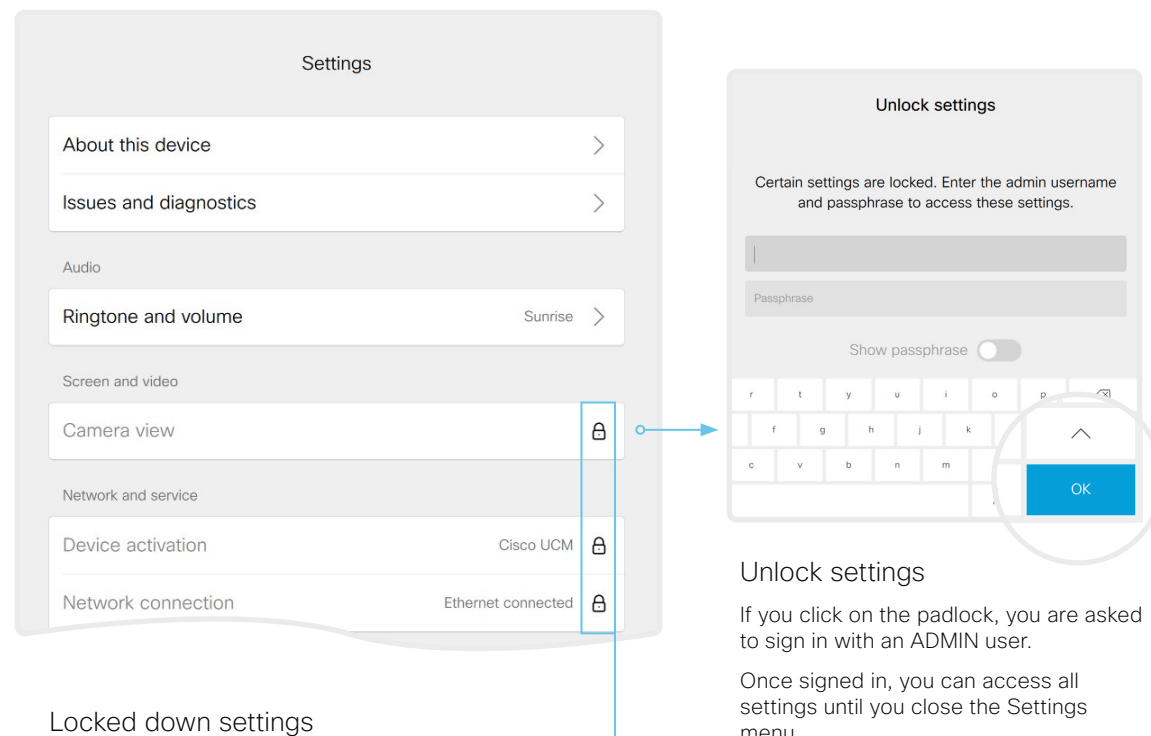 Settings
About this device
Issues and diagnostics
Audio
Ringtone and volume Sunrise
Screen and video
Camera view
Network and service
Device activation Cisco UCM
Network connection Ethernet connected
Locked down settings
Unlock settings
Certain settings are locked. Enter the admin username
and passphrase to access these settings.
Passphrase
Show passphrase
r t y u i o p
f g h j k
c v b n m
OK
Unlock settings
If you click on the padlock, you are asked
to sign in with an ADMIN user.
Once signed in, you can access all
settings until you close the Settings
menu